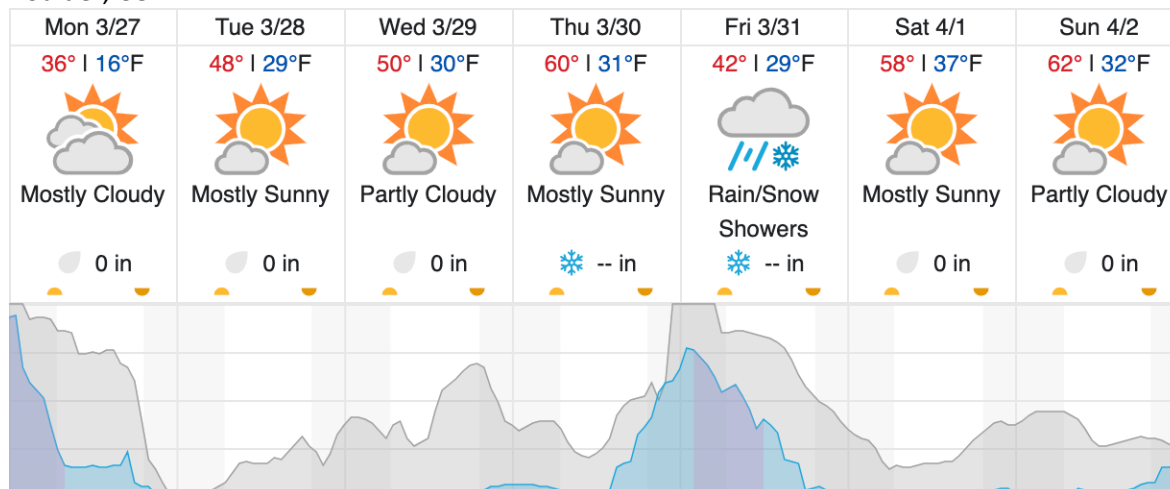 Mon 3/27 Tue 3/28 Wed 3/29 Thu 3/30 Fri 3/31 Sat 4/1 Sun 4/2
36° | 16°F 48° | 29°F 50° | 30°F 60° | 31°F 42° | 29°F 58° | 37°F 62° | 32°F
Mostly Cloudy Mostly Sunny Partly Cloudy Mostly Sunny Rain/Snow Mostly Sunny Partly Cloudy
Showers
0 in 0 in 0 in -- in -- in 0 in 0 in